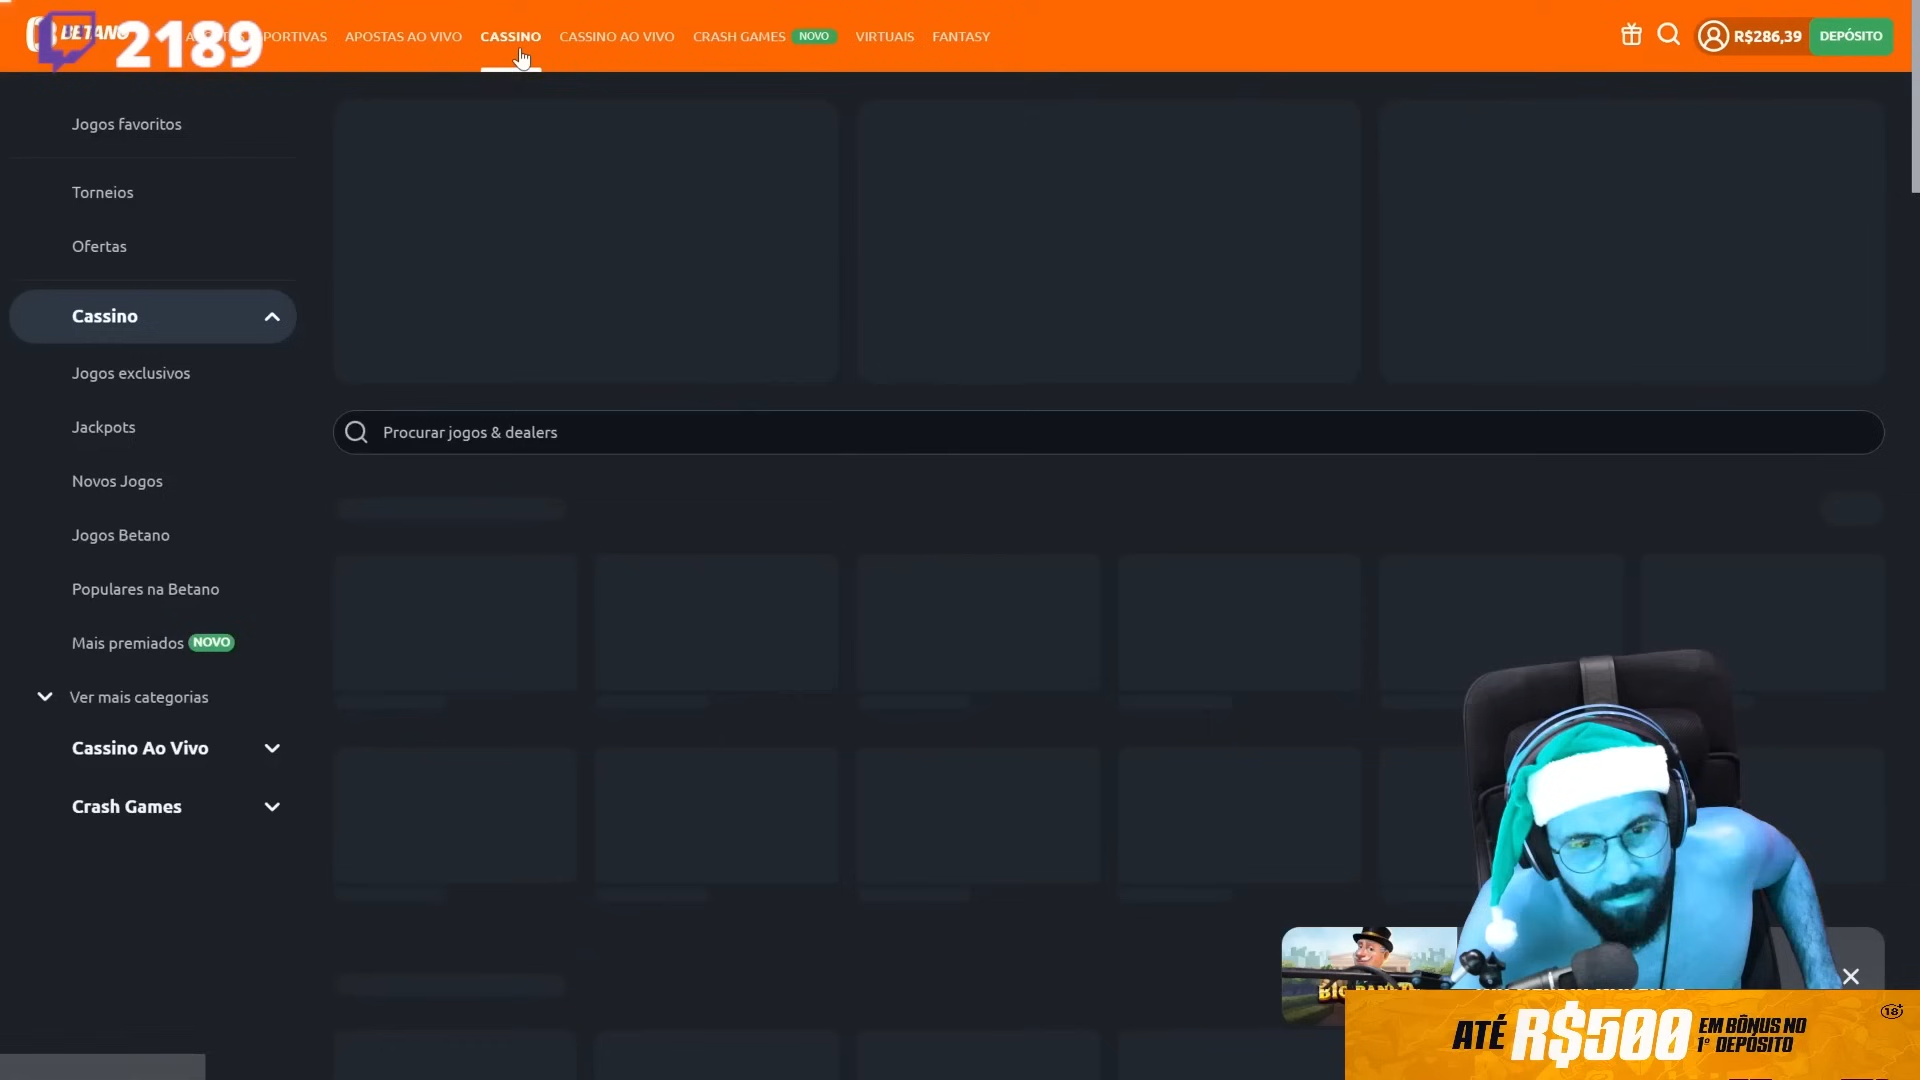 BETANO
2189
PORTIVAS
APOSTAS AO VIVO
CASSINO
CASSINO AO VIVO
CRASH GAMES
NOVO
VIRTUAIS
FANTASY
R$286,39
DEPÓSITO
Jogos favoritos
Torneios
Ofertas
Cassino
Jogos exclusivos
Jackpots
Novos Jogos
Jogos Betano
Populares na Betano
Mais premiados NOVO
Ver mais categorias
Cassino Ao Vivo
Crash Games
Procurar jogos & dealers
BIG
ATÉ R$500 EM BÔNUS NO
1º DEPÓSITO
18+